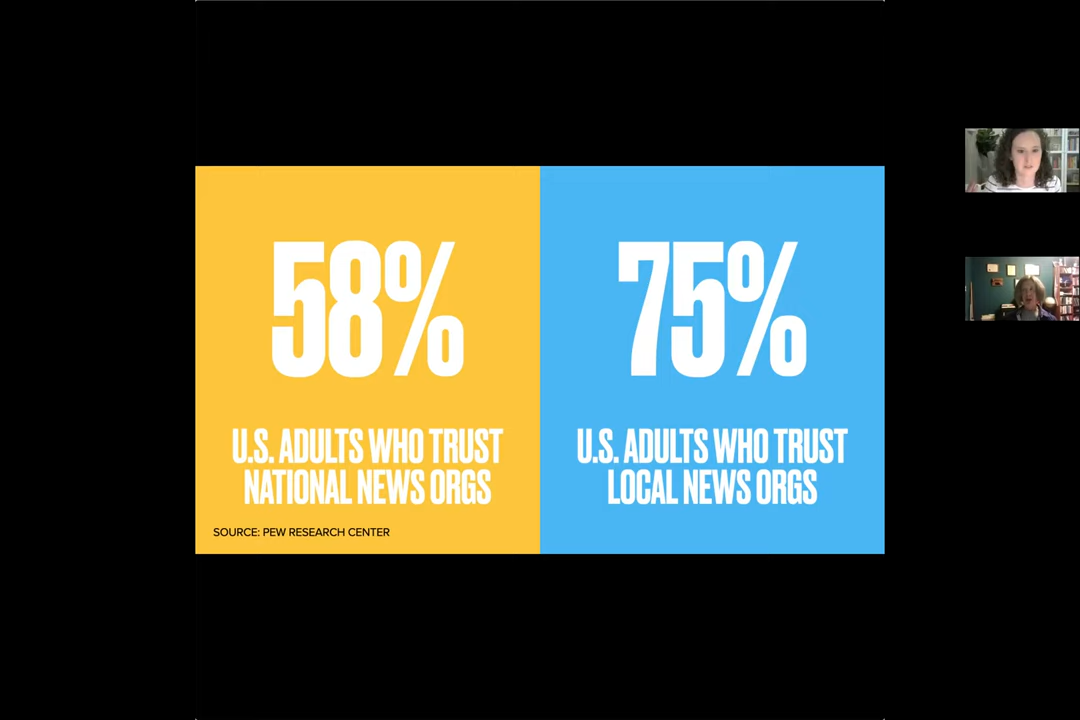 58%
U.S. ADULTS WHO TRUST
NATIONAL NEWS ORGS
SOURCE: PEW RESEARCH CENTER
75%
U.S. ADULTS WHO TRUST
LOCAL NEWS ORGS